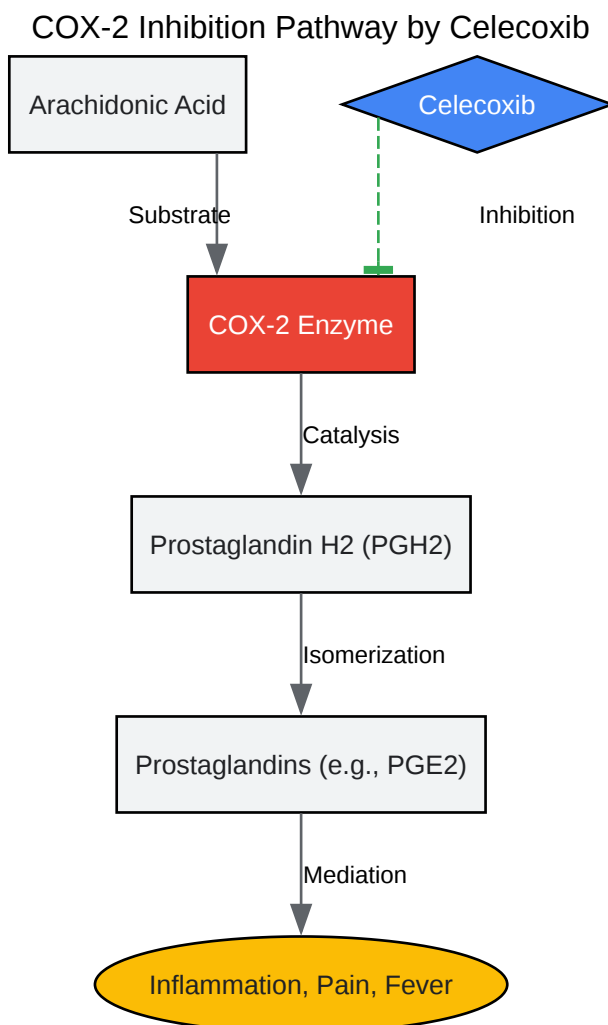 COX-2 Inhibition Pathway by Celecoxib
Arachidonic Acid
Celecoxib
Substrate
Inhibition
COX-2 Enzyme
Catalysis
Prostaglandin H2 (PGH2)
Isomerization
Prostaglandins (e.g., PGE2)
Mediation
Inflammation, Pain, Fever